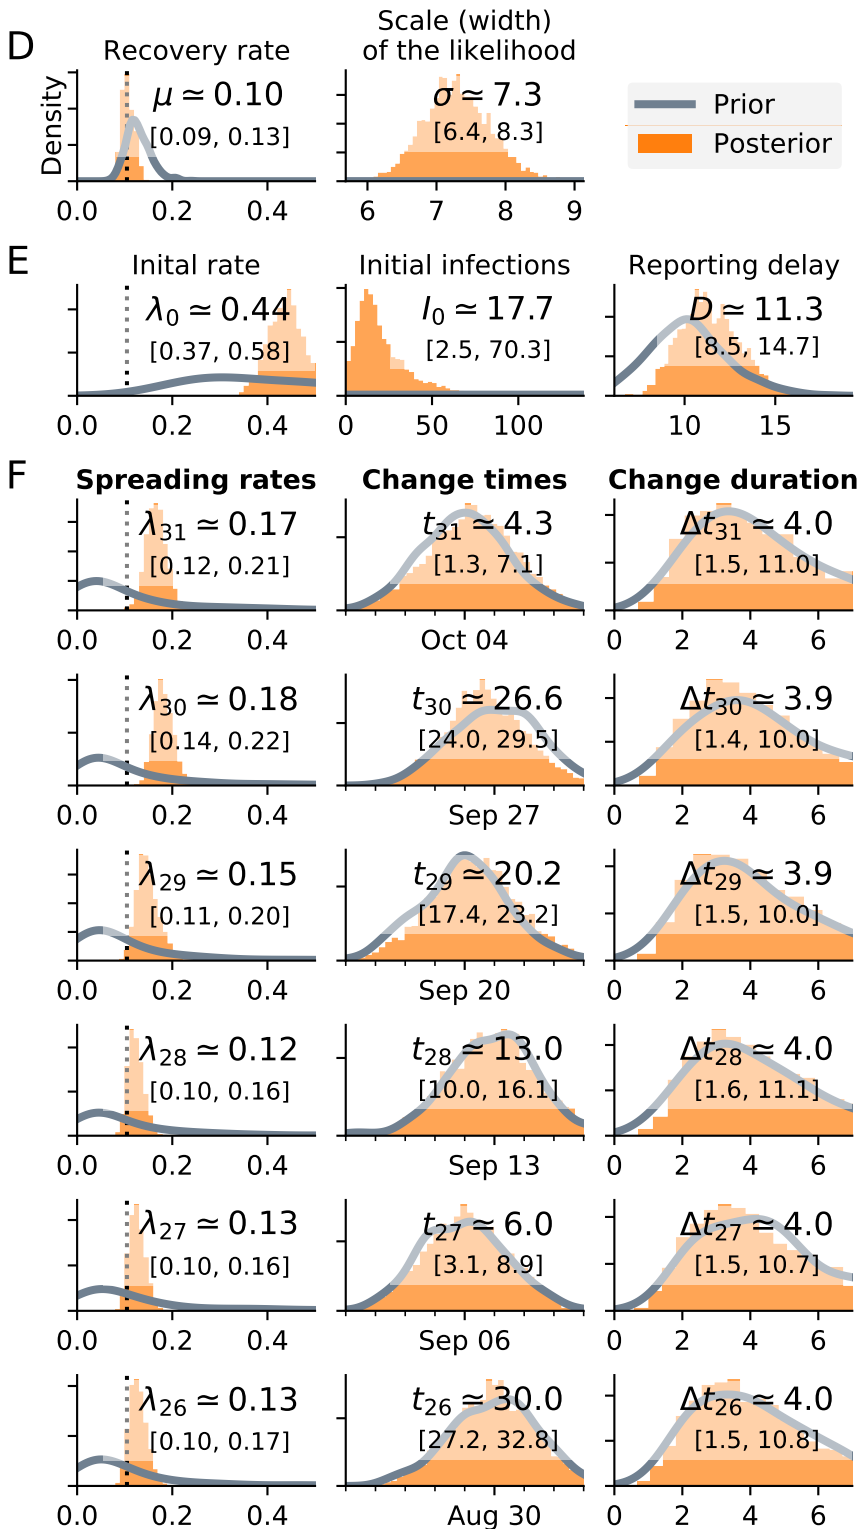 D
Recovery rate
Scale (width)
of the likelihood
Density
μ ≃ 0.10
[0.09, 0.13]
σ ≃ 7.3
[6.4, 8.3]
Prior
Posterior
0.0 0.2 0.4
6 7 8 9
E
Inital rate
Initial infections
Reporting delay
λ0 ≃ 0.44
[0.37, 0.58]
I0 ≃ 17.7
[2.5, 70.3]
D ≃ 11.3
[8.5, 14.7]
0.0 0.2 0.4
0 50 100
10 15
F
Spreading rates
Change times
Change duration
λ31 ≃ 0.17
[0.12, 0.21]
t31 ≃ 4.3
[1.3, 7.1]
Δt31 ≃ 4.0
[1.5, 11.0]
0.0 0.2 0.4
Oct 04
0 2 4 6
λ30 ≃ 0.18
[0.14, 0.22]
t30 ≃ 26.6
[24.0, 29.5]
Δt30 ≃ 3.9
[1.4, 10.0]
0.0 0.2 0.4
Sep 27
0 2 4 6
λ29 ≃ 0.15
[0.11, 0.20]
t29 ≃ 20.2
[17.4, 23.2]
Δt29 ≃ 3.9
[1.5, 10.0]
0.0 0.2 0.4
Sep 20
0 2 4 6
λ28 ≃ 0.12
[0.10, 0.16]
t28 ≃ 13.0
[10.0, 16.1]
Δt28 ≃ 4.0
[1.6, 11.1]
0.0 0.2 0.4
Sep 13
0 2 4 6
λ27 ≃ 0.13
[0.10, 0.16]
t27 ≃ 6.0
[3.1, 8.9]
Δt27 ≃ 4.0
[1.5, 10.7]
0.0 0.2 0.4
Sep 06
0 2 4 6
λ26 ≃ 0.13
[0.10, 0.17]
t26 ≃ 30.0
[27.2, 32.8]
Δt26 ≃ 4.0
[1.5, 10.8]
0.0 0.2 0.4
Aug 30
0 2 4 6